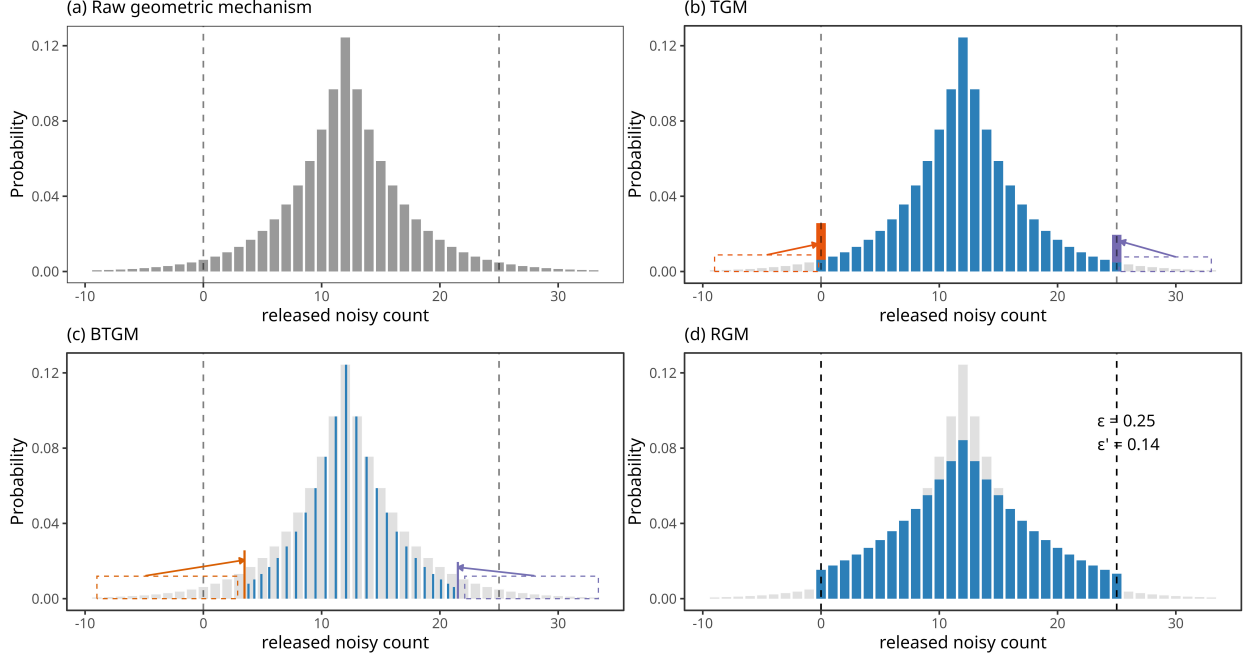 (a) Raw geometric mechanism
0.12
0.08
0.04
0.00
Probability
-10 0 10 20 30
released noisy count
(b) TGM
0.12
0.08
0.04
0.00
Probability
-10 0 10 20 30
released noisy count
(c) BTGM
0.12
0.08
0.04
0.00
Probability
-10 0 10 20 30
released noisy count
(d) RGM
0.12
0.08
0.04
0.00
Probability
ε = 0.25
ε' = 0.14
-10 0 10 20 30
released noisy count